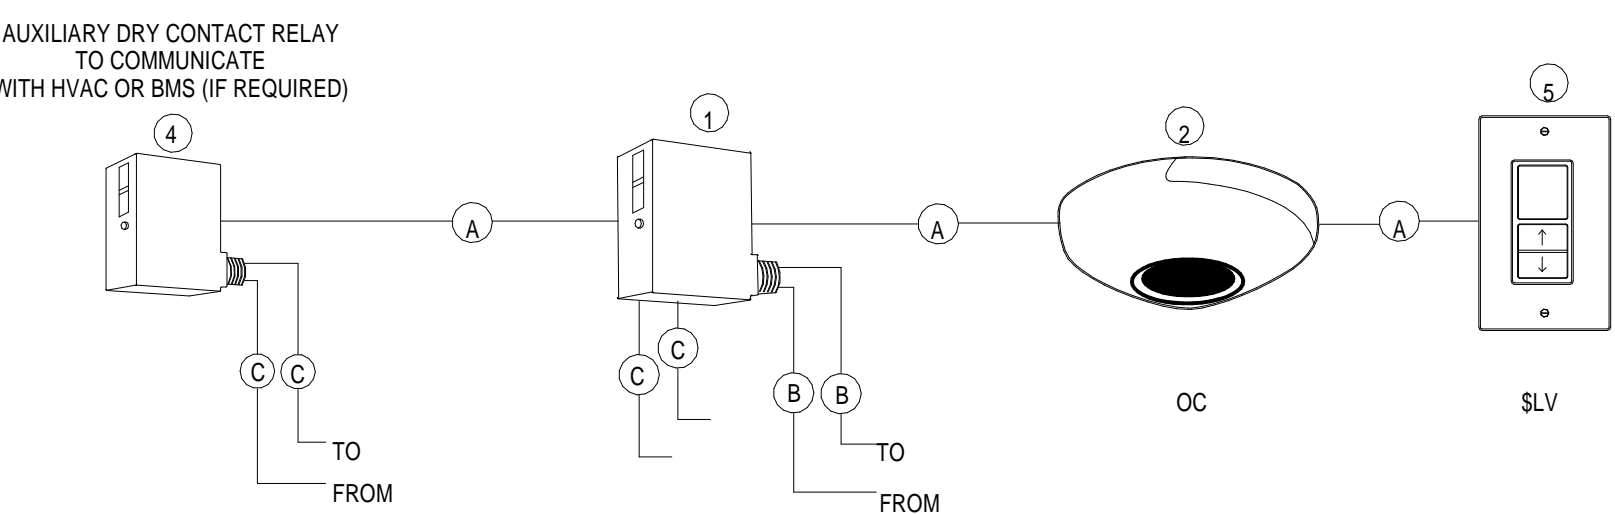 AUXILIARY DRY CONTACT RELAY
TO COMMUNICATE
WITH HVAC OR BMS (IF REQUIRED)
4
1
2
5
A
A
A
↑
↓
C
C
C
C
B
B
OC
$LV
TO
FROM
TO
FROM